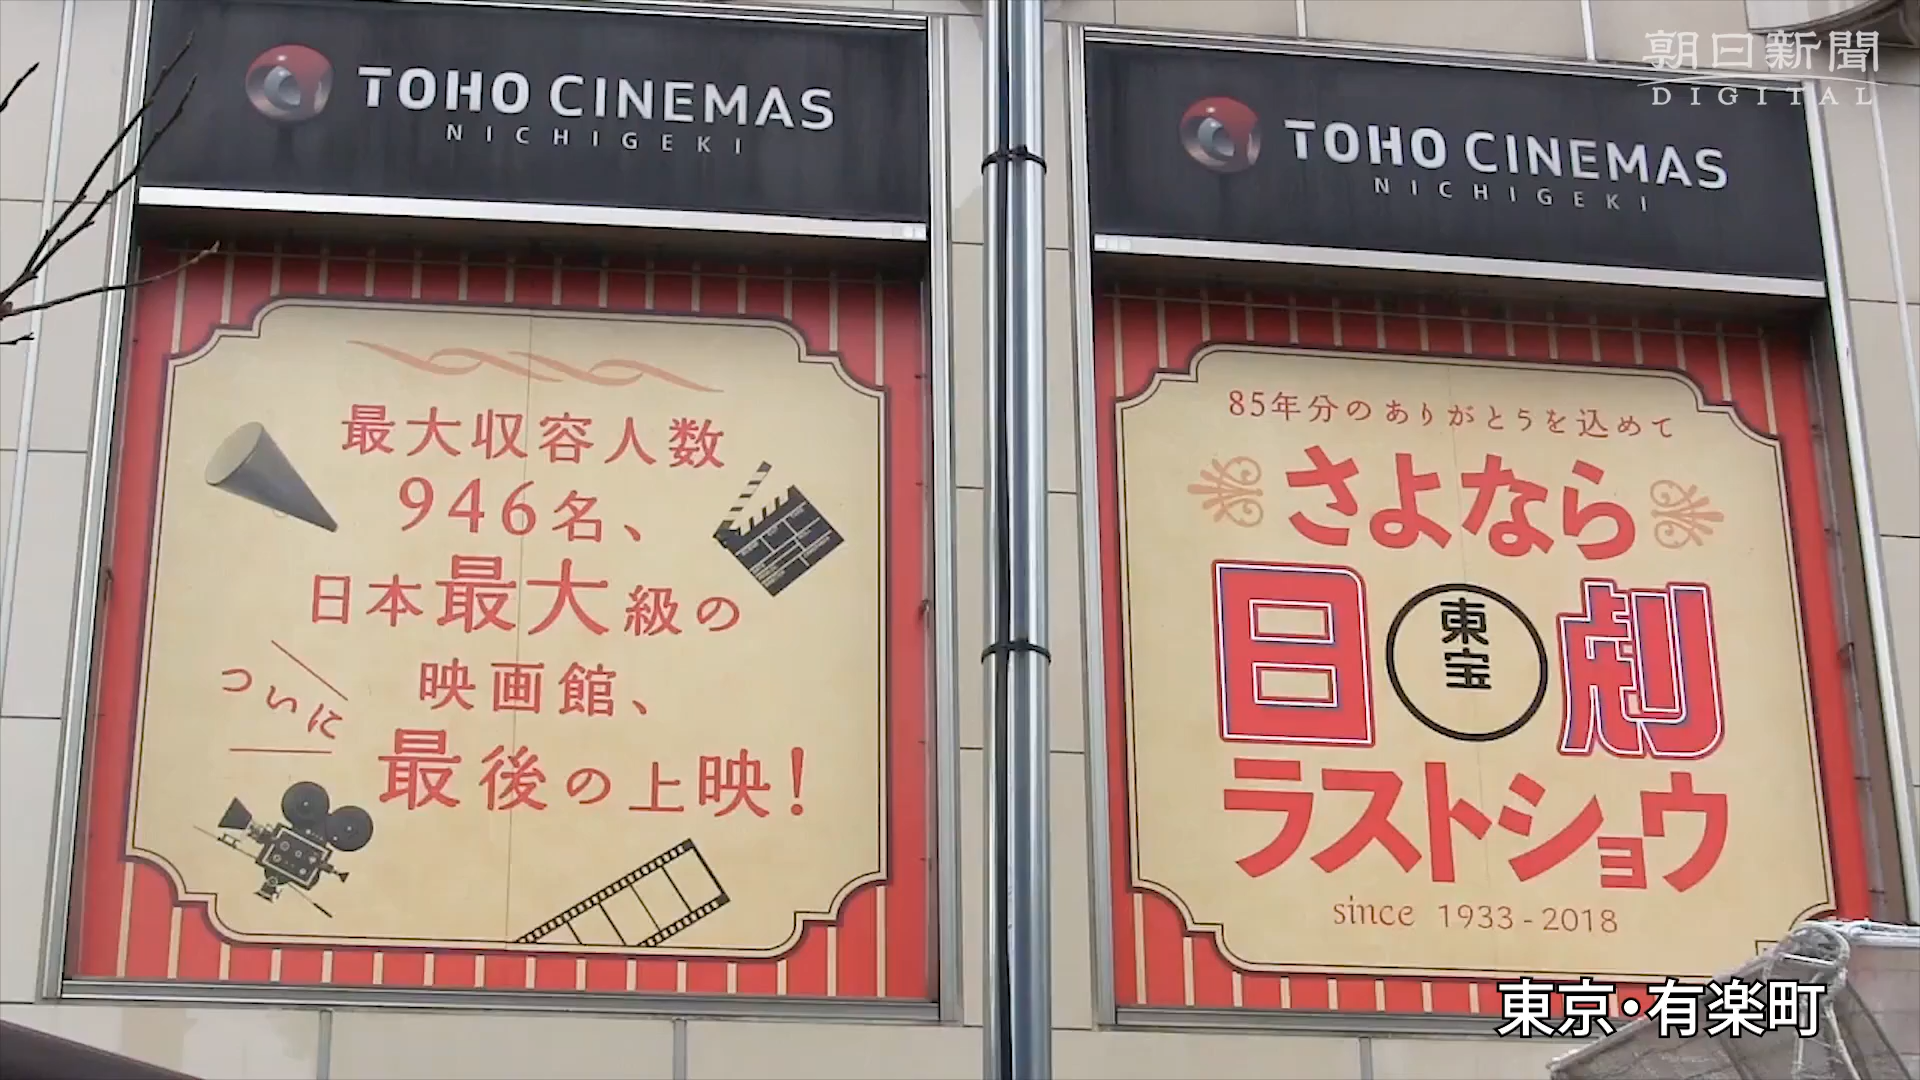 TOHO CINEMAS
NICHIGEKI
最大収容人数
946名、
日本最大級の
映画館、
ついに
最後の上映!
TOHO CINEMAS
NICHIGEKI
85年分のありがとうを込めて
さよなら
日劇
東宝
ラストショウ
since 1933-2018
朝日新聞
DIGITAL
東京・有楽町